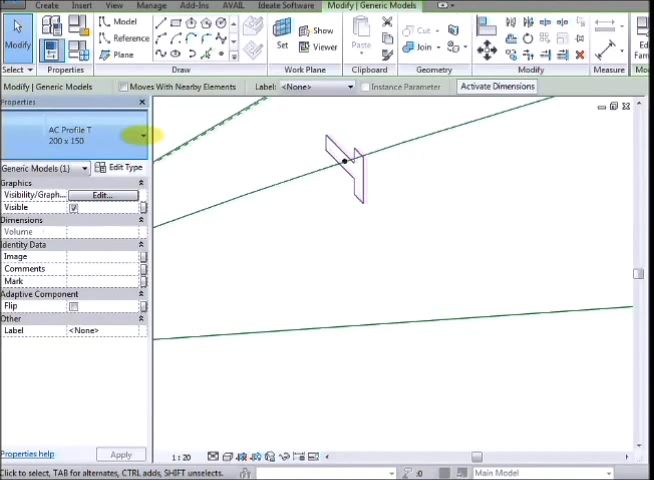 Create Insert View Manage Add-Ins AVAIL Ideate Software Modify | Generic Models
Modify
Model
Reference
Plane
Set
Show
Viewer
Paste
Cut
Join
Edit
Select Properties Draw Work Plane Clipboard Geometry Modify Measure
Modify | Generic Models Moves With Nearby Elements Label: <None> Instance Parameter Activate Dimensions
Properties
AC Profile T
200 x 150
Generic Models (1) Edit Type
Graphics
Visibility/Graph... Edit...
Visible
Dimensions
Volume
Identity Data
Image
Comments
Mark
Adaptive Component
Flip
Other
Label <None>
Properties help Apply
1 : 20
Click to select, TAB for alternates, CTRL adds, SHIFT unselects. :0 Main Model